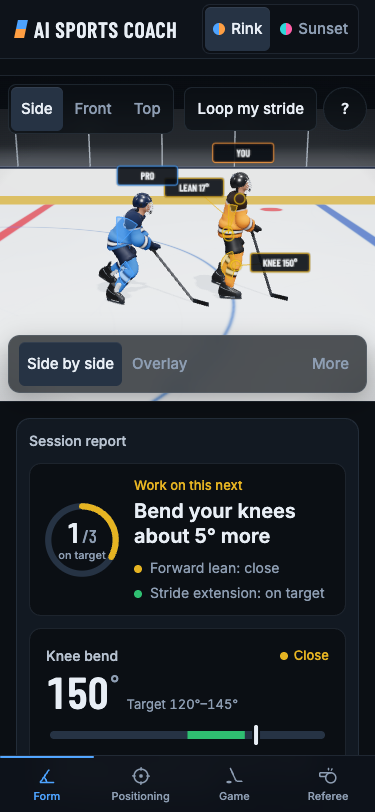 AI SPORTS COACH
Rink
Sunset
Side
Front
Top
Loop my stride
?
YOU
PRO
LEAN 17°
KNEE 150°
Side by side
Overlay
More
Session report
1/3
on target
Work on this next
Bend your knees
about 5° more
Forward lean: close
Stride extension: on target
Knee bend
Close
150° Target 120°–145°
Form
Positioning
Game
Referee